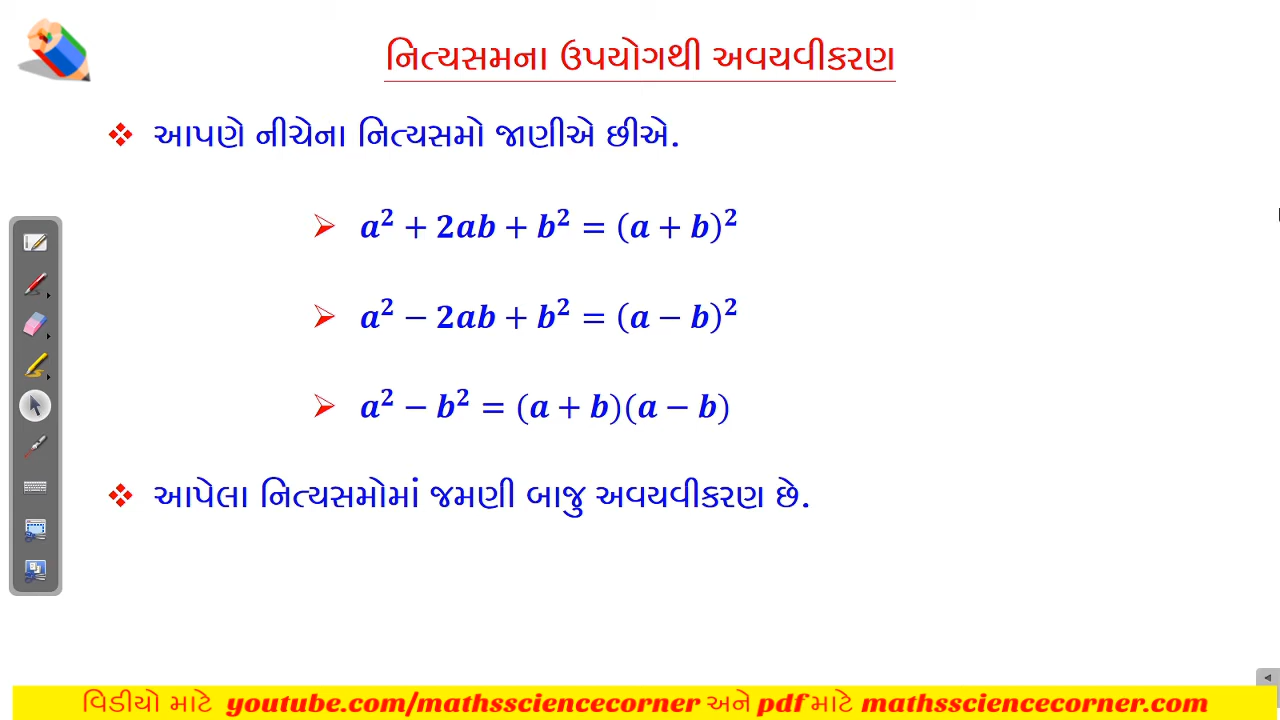 નિત્યસમના ઉપયોગથી અવયવીકરણ
❖ આપણે નીચેના નિત્યસમો જાણીએ છીએ.
➢ a² + 2ab + b² = (a + b)²
➢ a² − 2ab + b² = (a − b)²
➢ a² − b² = (a + b)(a − b)
❖ આપેલા નિત્યસમોમાં જમણી બાજુ અવયવીકરણ છે.
વિડીયો માટે youtube.com/mathssciencecorner અને pdf માટે mathssciencecorner.com